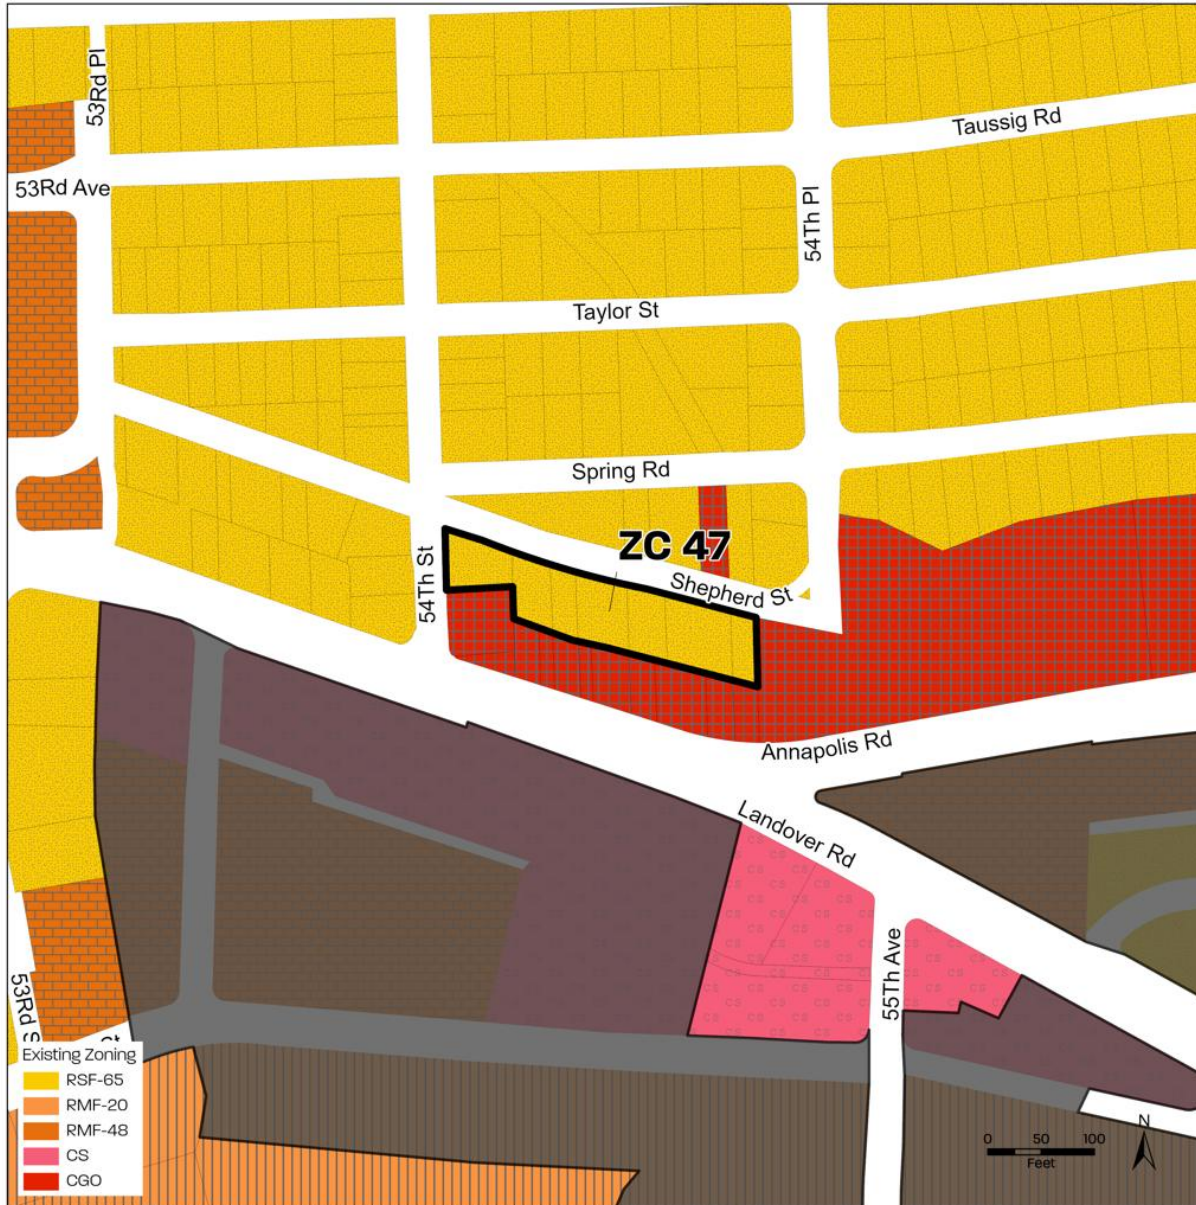 53Rd Pl
Taussig Rd
53Rd Ave
54Th Pl
Taylor St
Spring Rd
ZC 47
54Th St
Shepherd St
Annapolis Rd
Landover Rd
55Th Ave
53Rd S
Existing Zoning
RSF-65
RMF-20
RMF-48
CS
CGO
N
0 50 100
Feet